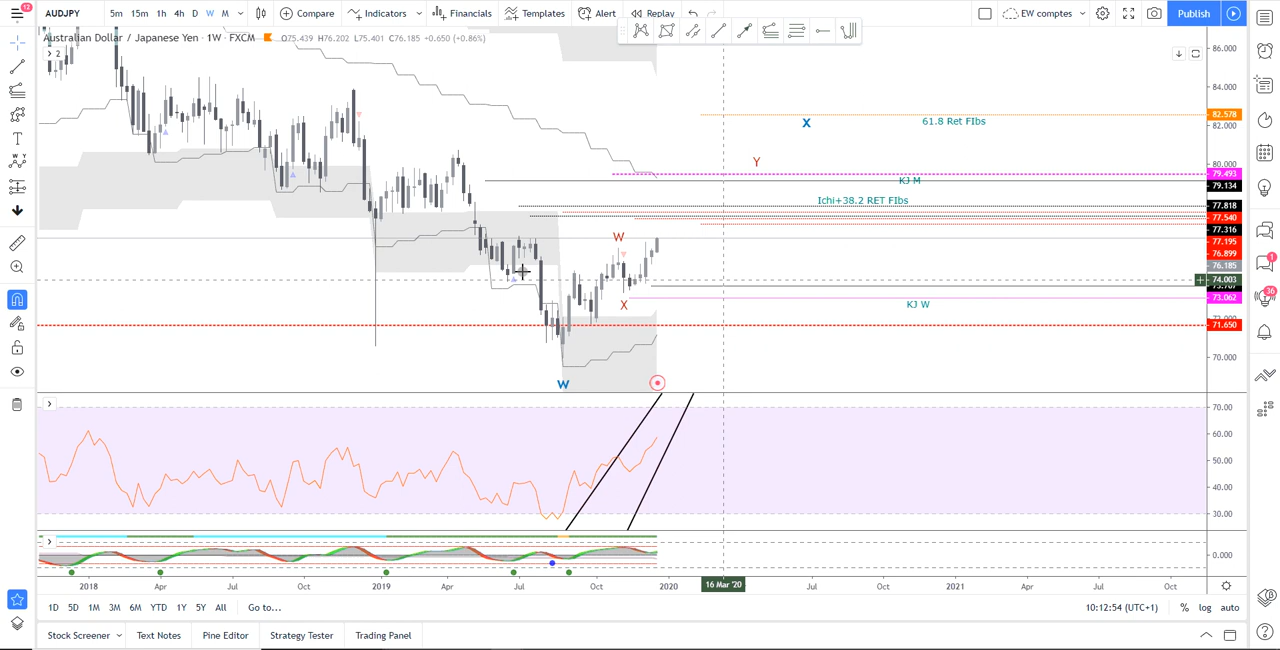 12
AUDJPY
5m 15m 1h 4h D W M
Compare
Indicators
Financials
Templates
Alert
Replay
EW comptes
Publish
Australian Dollar / Japanese Yen · 1W · FXCM
O75.439 H76.202 L75.401 C76.185 +0.650 (+0.86%)
2
86.000
84.000
82.578
X
61.8 Ret FIbs
82.000
Y
80.000
79.493
KJ M
79.134
Ichi+38.2 RET FIbs
77.818
77.540
77.316
W
77.195
76.899
1
76.185
74.003
36
73.062
X
KJ W
71.650
70.000
W
70.00
60.00
50.00
40.00
30.00
0.000
2018 Apr Jul Oct 2019 Apr Jul Oct 2020 16 Mar '20 Jul Oct 2021 Apr Jul Oct
1D 5D 1M 3M 6M YTD 1Y 5Y All Go to...
10:12:54 (UTC+1) % log auto
Stock Screener Text Notes Pine Editor Strategy Tester Trading Panel